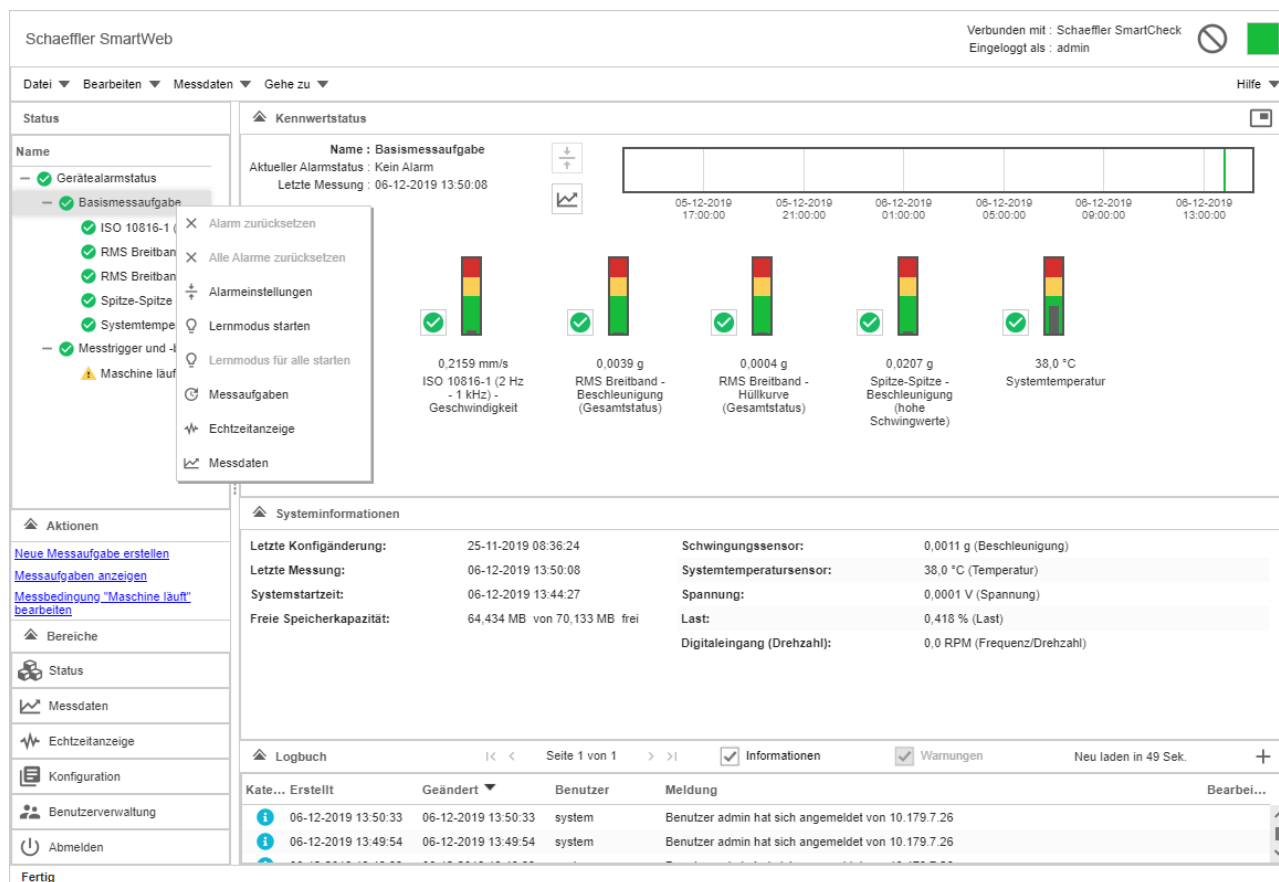 Schaeffler SmartWeb
Verbunden mit : Schaeffler SmartCheck
Eingeloggt als : admin
Datei Bearbeiten Messdaten Gehe zu Hilfe
Status
Name
Gerätealarmstatus
Basismessaufgabe
ISO 10816-1 (
RMS Breitban
RMS Breitban
Spitze-Spitze
Systemtempe
Messtrigger und -b
Maschine läuf
Alarm zurücksetzen
Alle Alarme zurücksetzen
Alarmeinstellungen
Lernmodus starten
Lernmodus für alle starten
Messaufgaben
Echtzeitanzeige
Messdaten
Aktionen
Neue Messaufgabe erstellen
Messaufgaben anzeigen
Messbedingung "Maschine läuft"
bearbeiten
Bereiche
Status
Messdaten
Echtzeitanzeige
Konfiguration
Benutzerverwaltung
Abmelden
Kennwertstatus
Name : Basismessaufgabe
Aktueller Alarmstatus : Kein Alarm
Letzte Messung : 06-12-2019 13:50:08
05-12-2019 05-12-2019 06-12-2019 06-12-2019 06-12-2019 06-12-2019
17:00:00 21:00:00 01:00:00 05:00:00 09:00:00 13:00:00
0,2159 mm/s
ISO 10816-1 (2 Hz
- 1 kHz) -
Geschwindigkeit
0,0039 g
RMS Breitband -
Beschleunigung
(Gesamtstatus)
0,0004 g
RMS Breitband -
Hüllkurve
(Gesamtstatus)
0,0207 g
Spitze-Spitze -
Beschleunigung
(hohe
Schwingwerte)
38,0 °C
Systemtemperatur
Systeminformationen
Letzte Konfigänderung: 25-11-2019 08:36:24
Letzte Messung: 06-12-2019 13:50:08
Systemstartzeit: 06-12-2019 13:44:27
Freie Speicherkapazität: 64,434 MB von 70,133 MB frei
Schwingungssensor: 0,0011 g (Beschleunigung)
Systemtemperatursensor: 38,0 °C (Temperatur)
Spannung: 0,0001 V (Spannung)
Last: 0,418 % (Last)
Digitaleingang (Drehzahl): 0,0 RPM (Frequenz/Drehzahl)
Logbuch Seite 1 von 1 Informationen Warnungen Neu laden in 49 Sek.
Kate... Erstellt Geändert Benutzer Meldung Bearbei...
06-12-2019 13:50:33 06-12-2019 13:50:33 system Benutzer admin hat sich angemeldet von 10.179.7.26
06-12-2019 13:49:54 06-12-2019 13:49:54 system Benutzer admin hat sich angemeldet von 10.179.7.26
Fertig